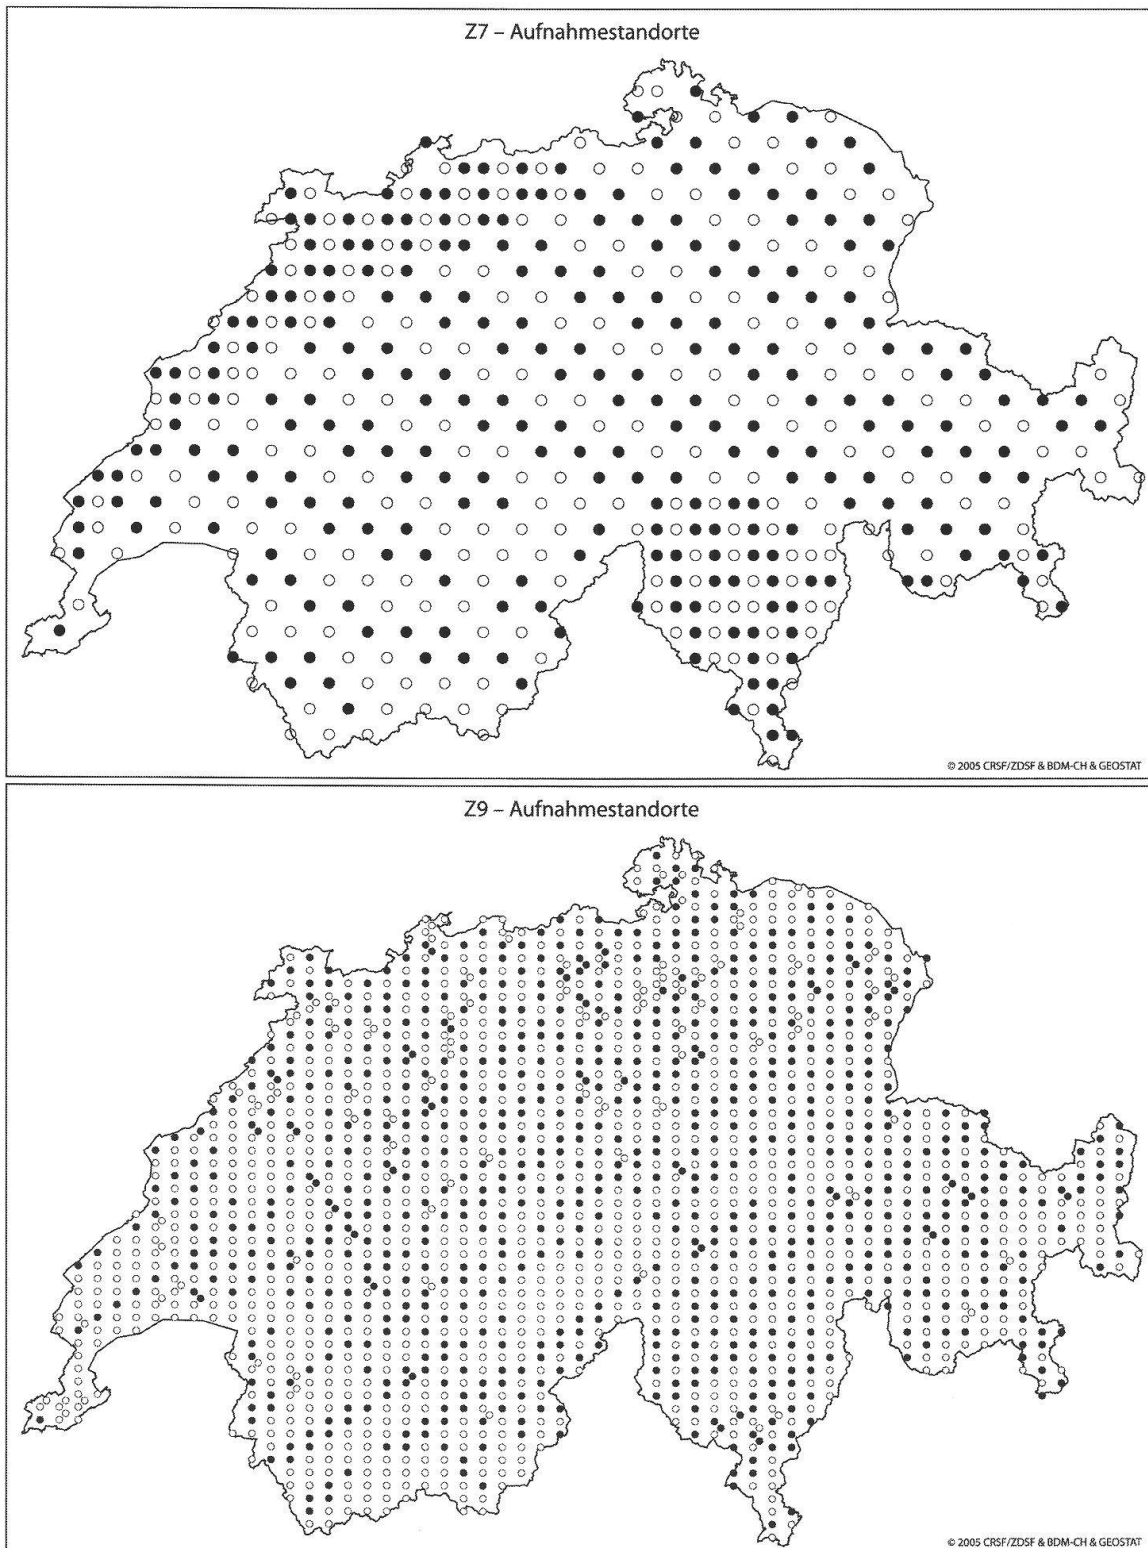 Z7 – Aufnahmestandorte
© 2005 CRSF/ZDSF & BDM-CH & GEOSTAT
Z9 – Aufnahmestandorte
© 2005 CRSF/ZDSF & BDM-CH & GEOSTAT